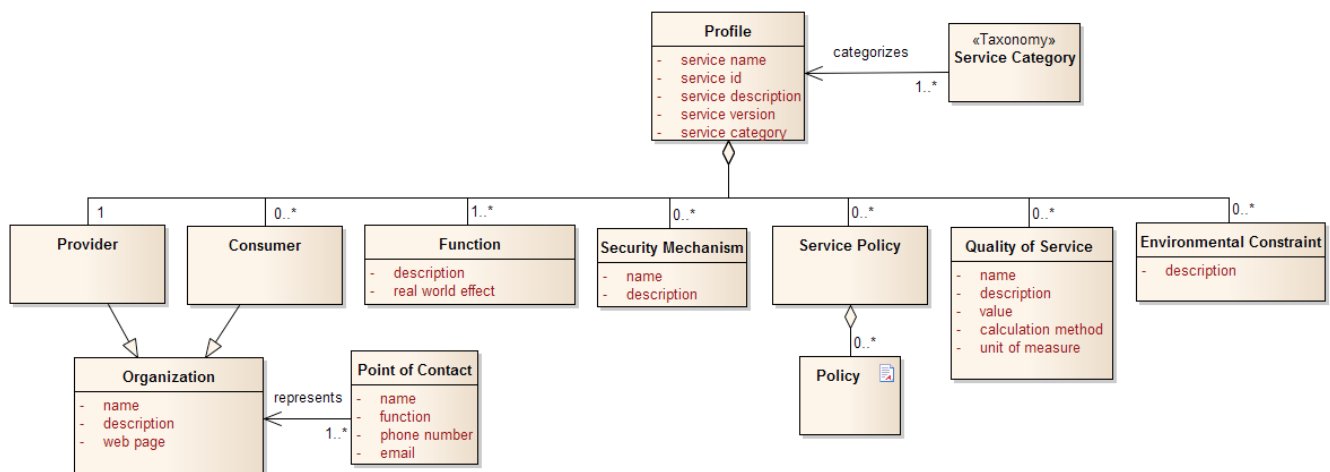 Profile
- service name
- service id
- service description
- service version
- service category
categorizes
1..*
«Taxonomy»
Service Category
1
0..*
1..*
0..*
0..*
0..*
0..*
Provider
Consumer
Function
- description
- real world effect
Security Mechanism
- name
- description
Service Policy
Quality of Service
- name
- description
- value
- calculation method
- unit of measure
Environmental Constraint
- description
0..*
Policy
Organization
- name
- description
- web page
represents
1..*
Point of Contact
- name
- function
- phone number
- email